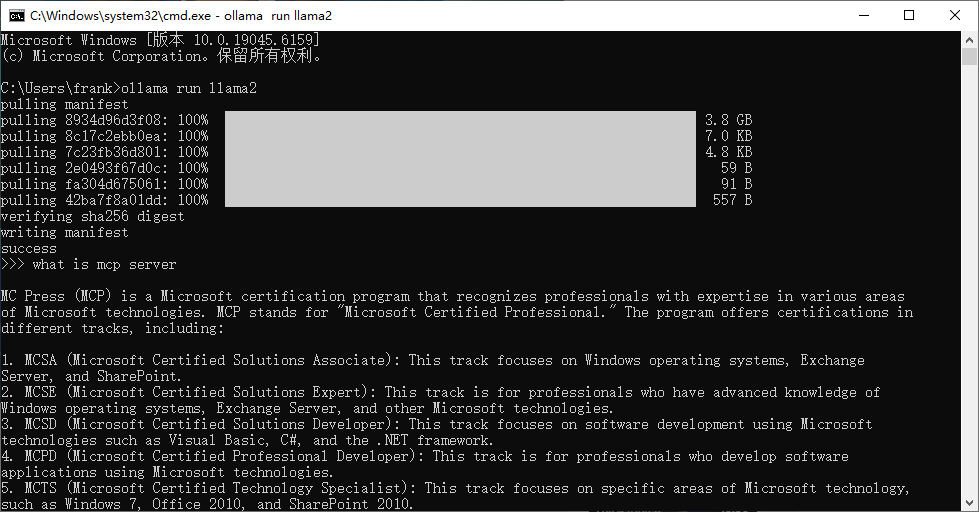 C:\Windows\system32\cmd.exe - ollama  run llama2
Microsoft Windows [版本 10.0.19045.6159]
(c) Microsoft Corporation。保留所有权利。
C:\Users\frank>ollama run llama2
pulling manifest
pulling 8934d96d3f08: 100% 3.8 GB
pulling 8c17c2ebb0ea: 100% 7.0 KB
pulling 7c23fb36d801: 100% 4.8 KB
pulling 2e0493f67d0c: 100% 59 B
pulling fa304d675061: 100% 91 B
pulling 42ba7f8a01dd: 100% 557 B
verifying sha256 digest
writing manifest
success
>>> what is mcp server
MC Press (MCP) is a Microsoft certification program that recognizes professionals with expertise in various areas
of Microsoft technologies. MCP stands for "Microsoft Certified Professional." The program offers certifications in
different tracks, including:
1. MCSA (Microsoft Certified Solutions Associate): This track focuses on Windows operating systems, Exchange
Server, and SharePoint.
2. MCSE (Microsoft Certified Solutions Expert): This track is for professionals who have advanced knowledge of
Windows operating systems, Exchange Server, and other Microsoft technologies.
3. MCSD (Microsoft Certified Solutions Developer): This track focuses on software development using Microsoft
technologies such as Visual Basic, C#, and the .NET framework.
4. MCPD (Microsoft Certified Professional Developer): This track is for professionals who develop software
applications using Microsoft technologies.
5. MCTS (Microsoft Certified Technology Specialist): This track focuses on specific areas of Microsoft technology,
such as Windows 7, Office 2010, and SharePoint 2010.